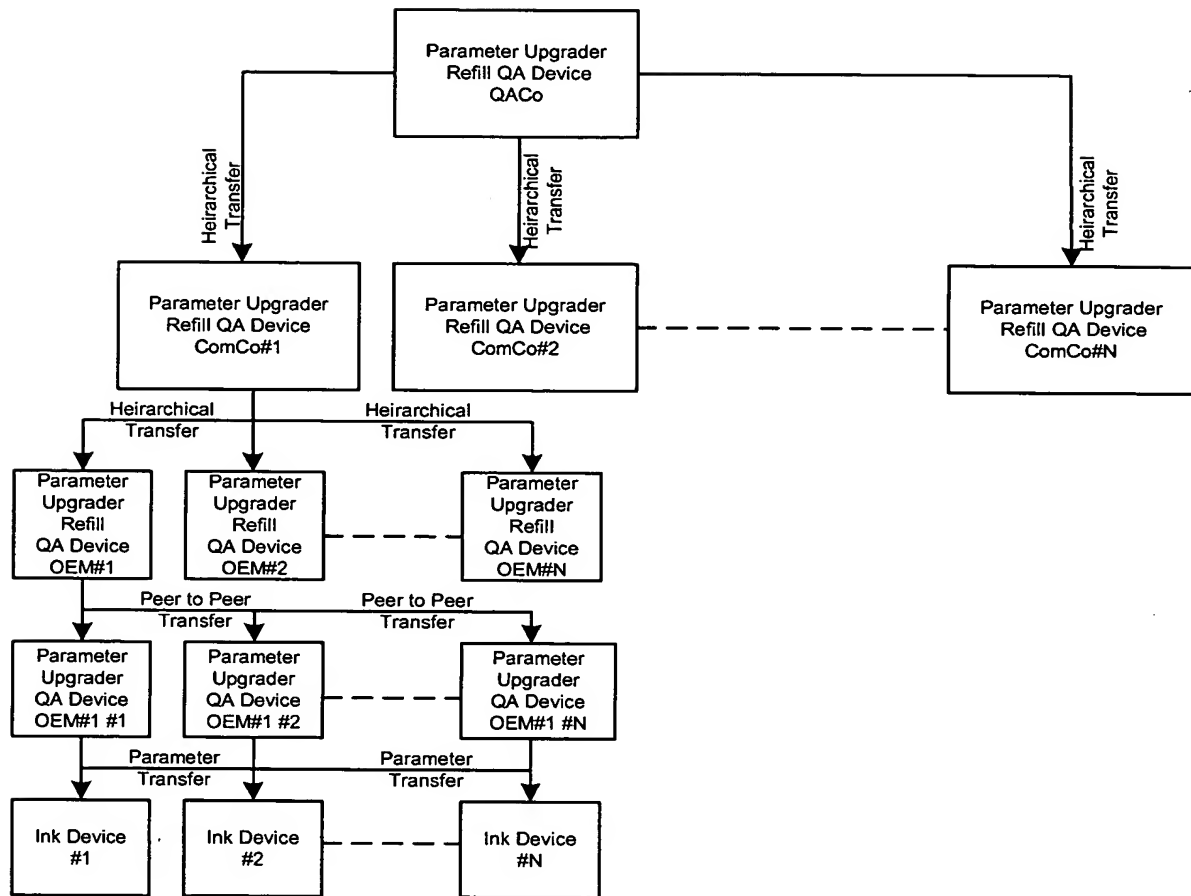 Parameter Upgrader
Refill QA Device
QACo
Heirarchical
Transfer
Heirarchical
Transfer
Heirarchical
Transfer
Parameter Upgrader
Refill QA Device
ComCo#1
Parameter Upgrader
Refill QA Device
ComCo#2
Parameter Upgrader
Refill QA Device
ComCo#N
Heirarchical
Transfer
Heirarchical
Transfer
Parameter
Upgrader
Refill
QA Device
OEM#1
Parameter
Upgrader
Refill
QA Device
OEM#2
Parameter
Upgrader
Refill
QA Device
OEM#N
Peer to Peer
Transfer
Peer to Peer
Transfer
Parameter
Upgrader
QA Device
OEM#1 #1
Parameter
Upgrader
QA Device
OEM#1 #2
Parameter
Upgrader
QA Device
OEM#1 #N
Parameter
Transfer
Parameter
Transfer
Ink Device
#1
Ink Device
#2
Ink Device
#N